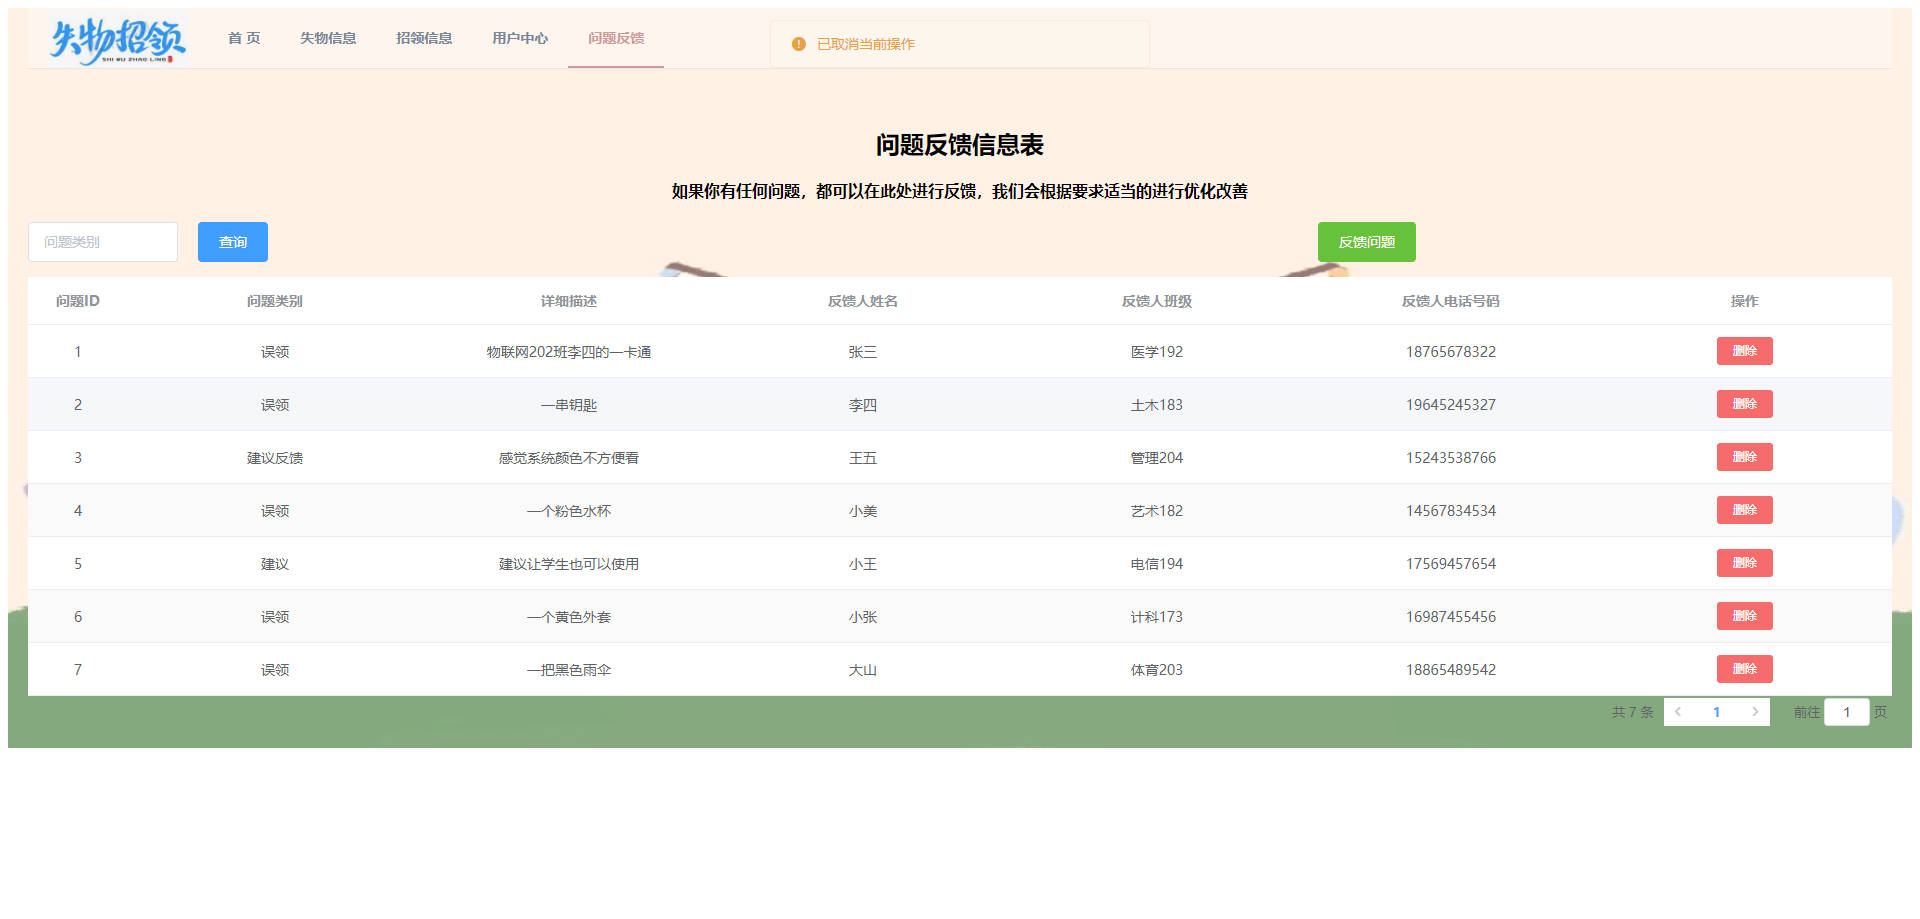 失物招领
SHI WU ZHAO LING
首 页 失物信息 招领信息 用户中心 问题反馈
已取消当前操作
问题反馈信息表
如果你有任何问题，都可以在此处进行反馈，我们会根据要求适当的进行优化改善
问题类别 查询 反馈问题
问题ID 问题类别 详细描述 反馈人姓名 反馈人班级 反馈人电话号码 操作
1 误领 物联网202班李四的一卡通 张三 医学192 18765678322 删除
2 误领 一串钥匙 李四 土木183 19645245327 删除
3 建议反馈 感觉系统颜色不方便看 王五 管理204 15243538766 删除
4 误领 一个粉色水杯 小美 艺术182 14567834534 删除
5 建议 建议让学生也可以使用 小王 电信194 17569457654 删除
6 误领 一个黄色外套 小张 计科173 16987455456 删除
7 误领 一把黑色雨伞 大山 体育203 18865489542 删除
共 7 条 1 前往 1 页